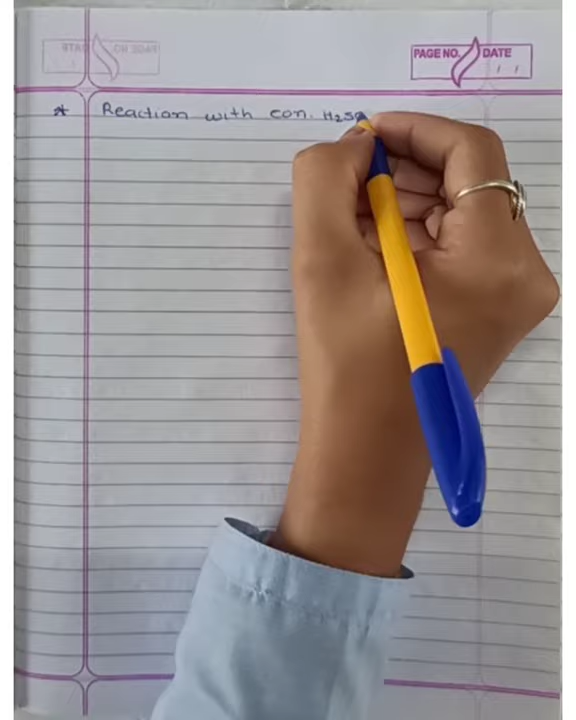 PAGE NO. DATE
/ /
* Reaction with con. H₂SO